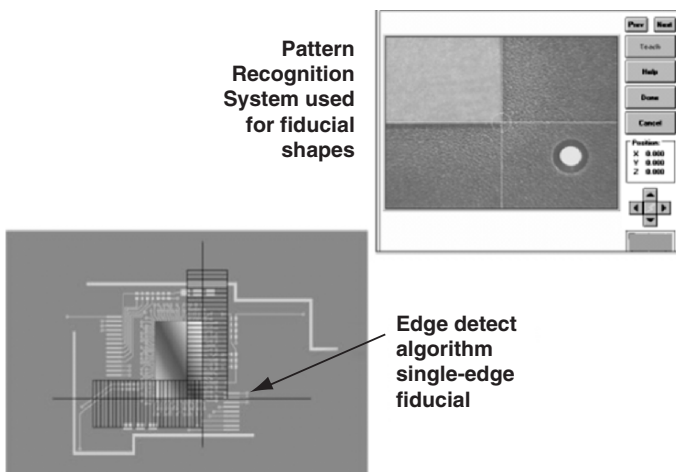 Pattern
Recognition
System used
for fiducial
shapes
Prev Next
Teach
Help
Done
Cancel
Position:
X 0.000
Y 0.000
Z 0.000
Edge detect
algorithm
single-edge
fiducial